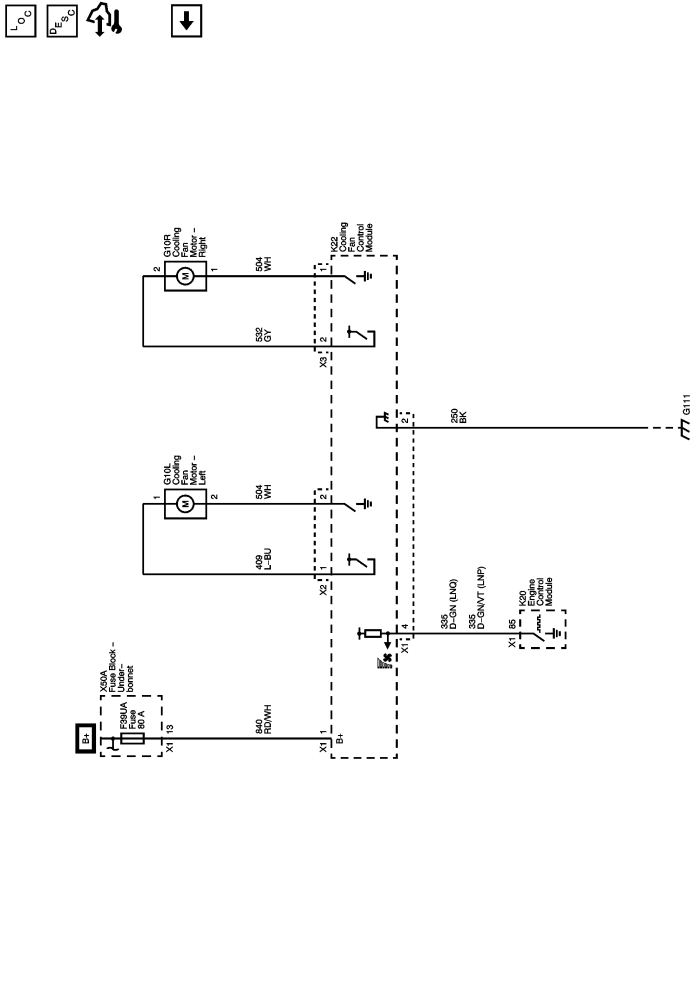 LOC
DESC
B+
X50A
Fuse Block –
Under–
bonnet
F39UA
Fuse
80 A
X1 13
840
RD/WH
X1 1
B+
G10L
Cooling
Fan
Motor –
Left
1
M
2
409
L–BU
504
WH
X2 1
2
G10R
Cooling
Fan
Motor –
Right
2
M
1
532
GY
504
WH
X3 2
1
K22
Cooling
Fan
Control
Module
X1 4
2
335
D–GN (LNQ)
335
D–GN/VT (LNP)
X1 85
K20
Engine
Control
Module
250
BK
G111